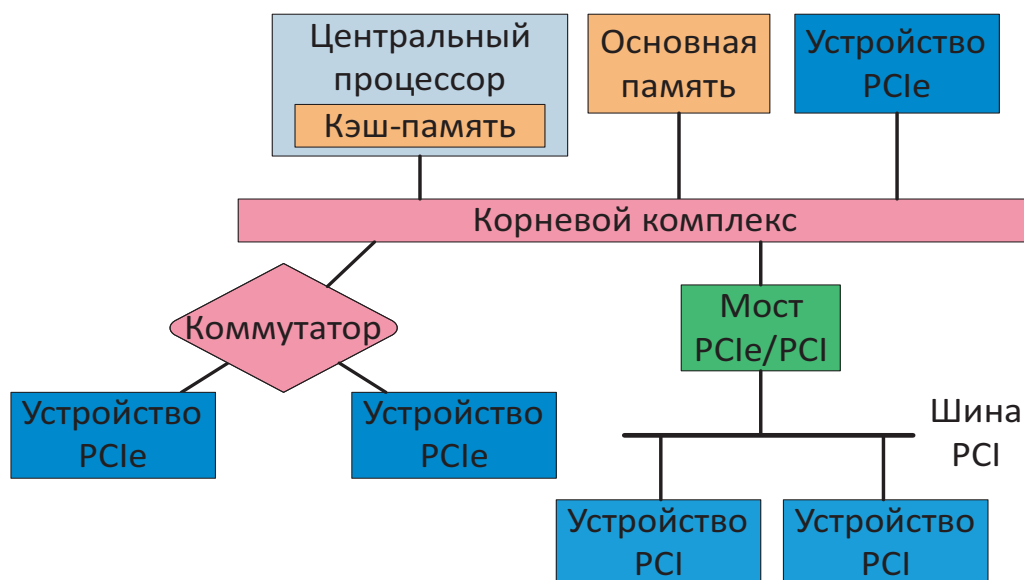 Центральный
процессор
Кэш-память
Основная
память
Устройство
PCIe
Корневой комплекс
Коммутатор
Мост
PCIe/PCI
Устройство
PCIe
Устройство
PCIe
Шина
PCI
Устройство
PCI
Устройство
PCI